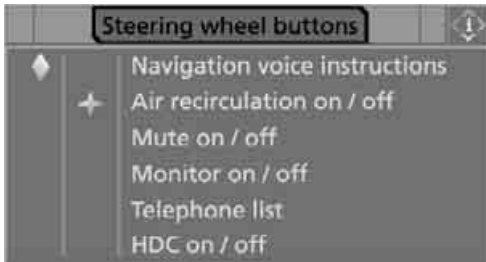 Steering wheel buttons
Navigation voice instructions
Air recirculation on / off
Mute on / off
Monitor on / off
Telephone list
HDC on / off